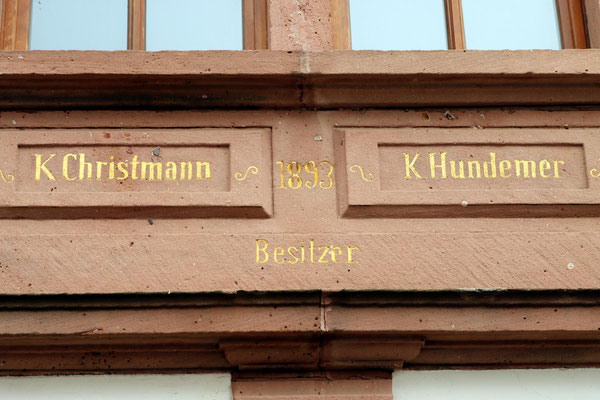 K Christmann 1893 K. Hundemer
Besitzer